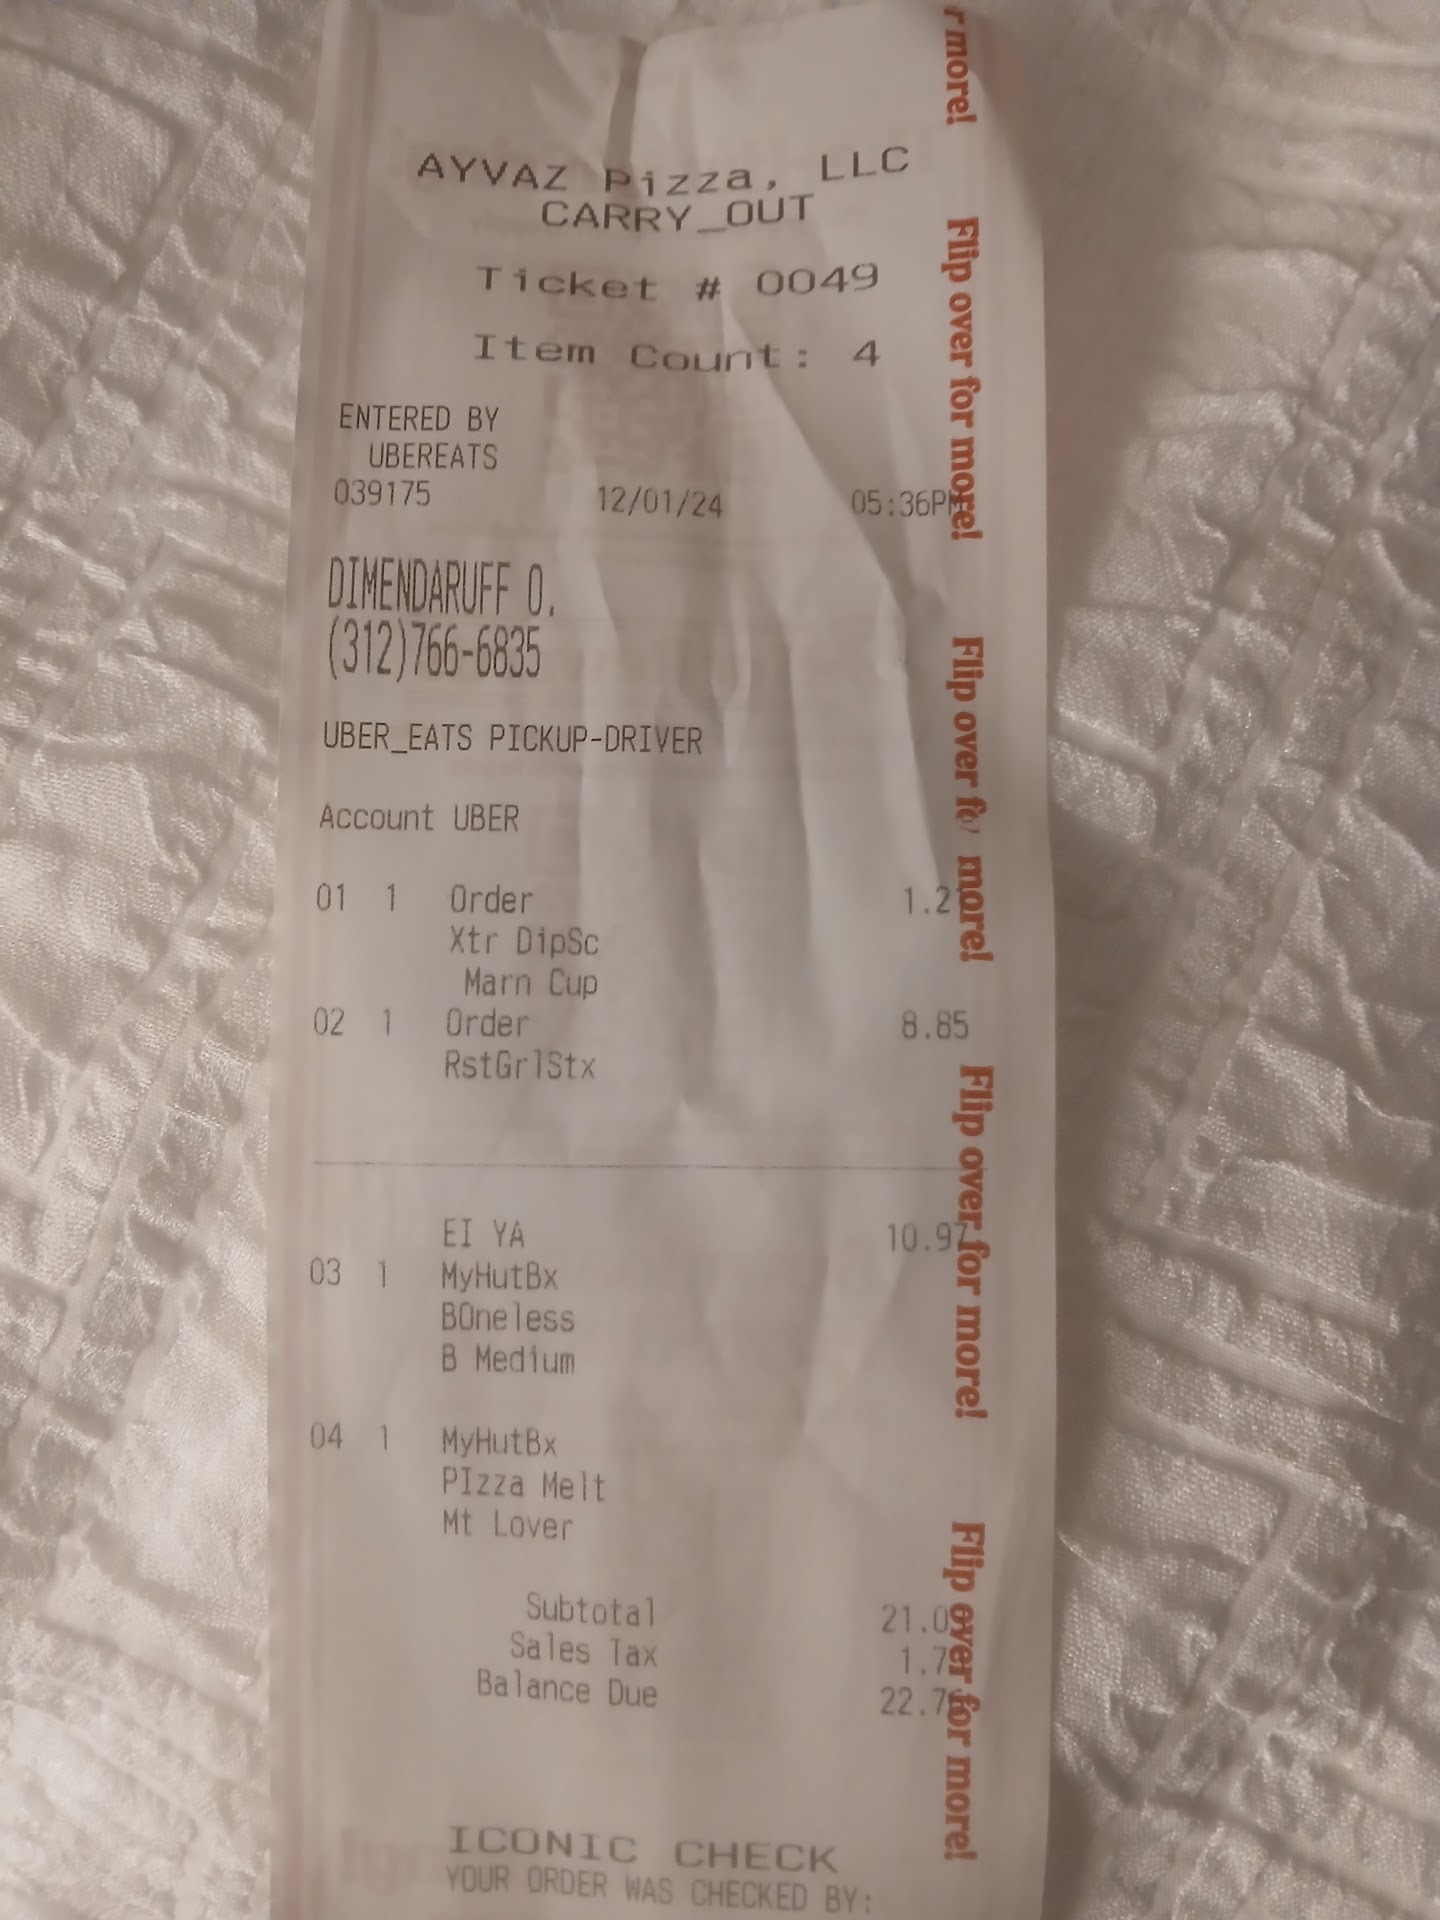 AYVAZ Pizza, LLC
CARRY_OUT
Ticket # 0049
Item Count: 4
ENTERED BY
UBEREATS
039175 12/01/24 05:36PM
DIMENDARUFF O.
(312)766-6835
UBER_EATS PICKUP-DRIVER
Account UBER
01 1 Order
Xtr DipSc
Marn Cup
02 1 Order 8.85
RstGrlStx
EI YA 10.97
03 1 MyHutBx
BOneless
B Medium
04 1 MyHutBx
PIzza Melt
Mt Lover
Subtotal
Sales Tax
Balance Due
ICONIC CHECK
YOUR ORDER WAS CHECKED BY:
r more!
Flip over for more!
Flip over for more!
Flip over for more!
Flip over for more!